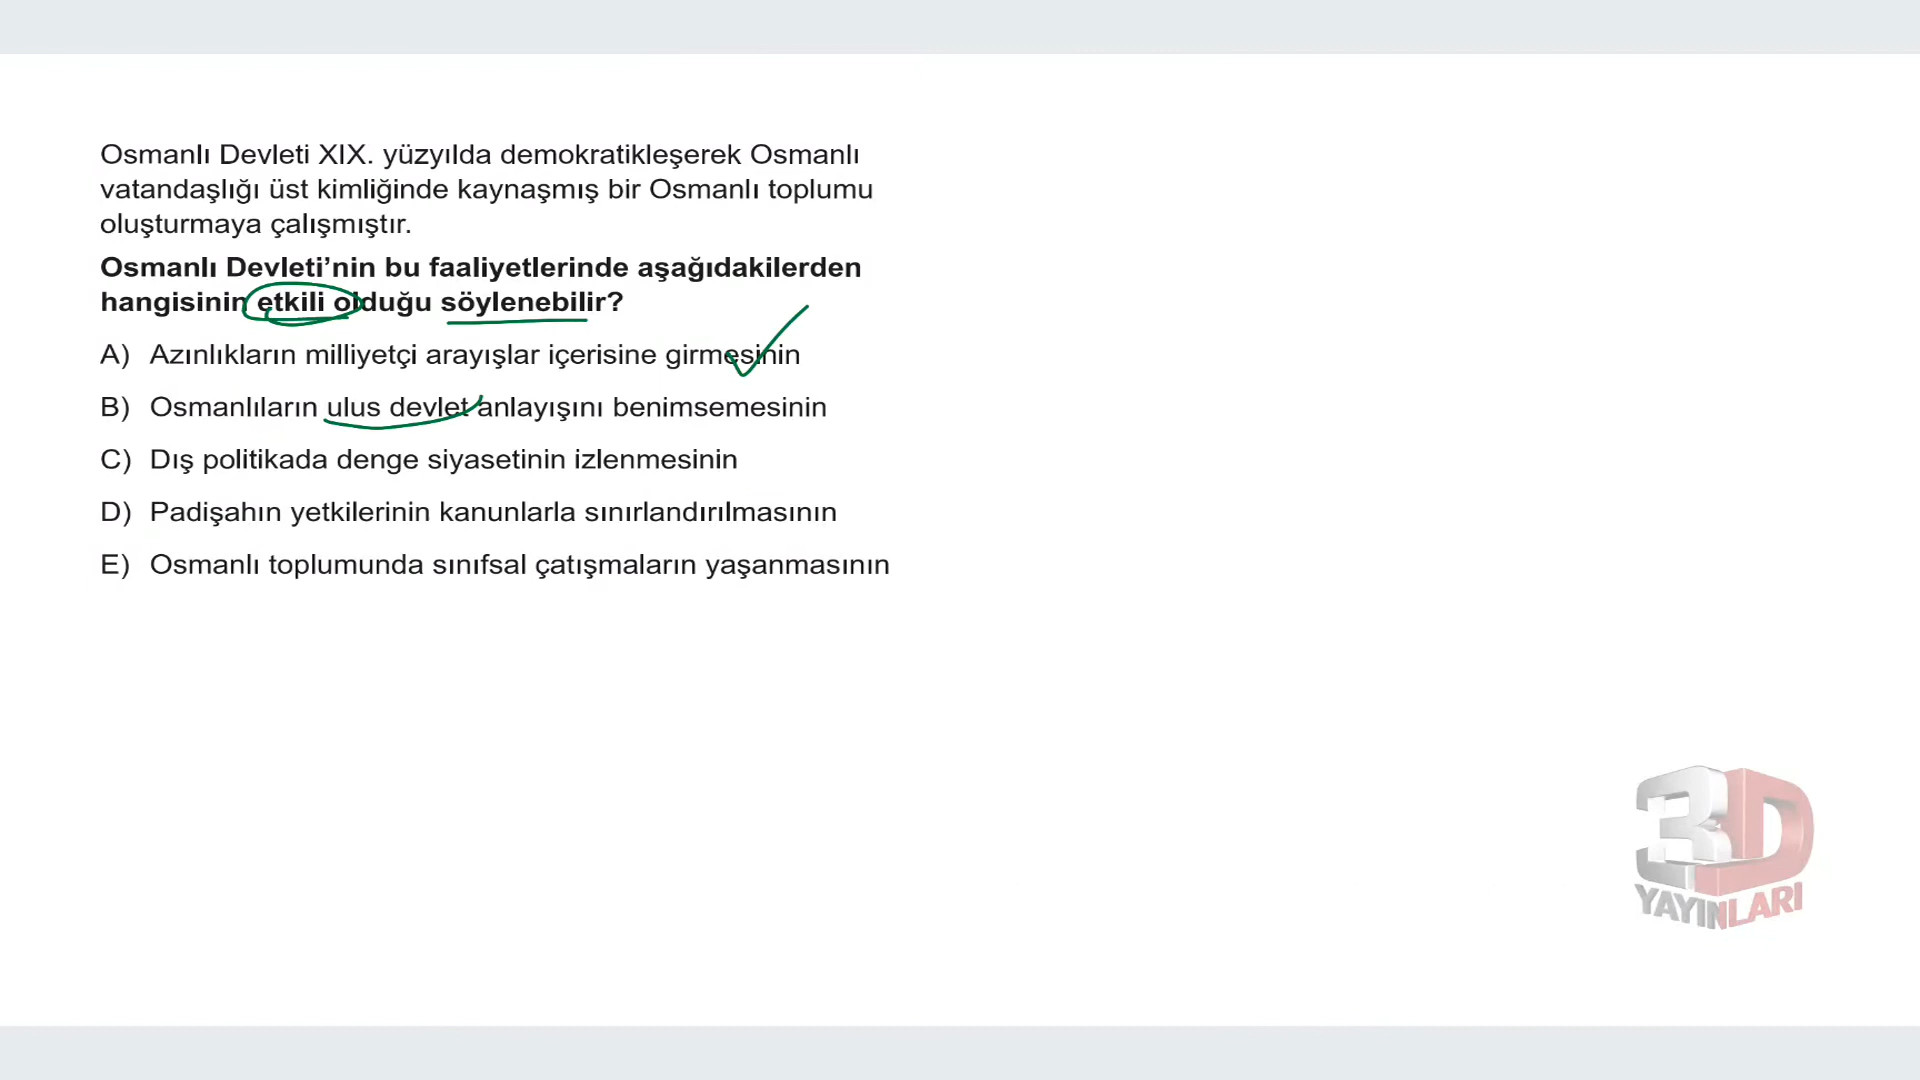 Osmanlı Devleti XIX. yüzyılda demokratikleşerek Osmanlı
vatandaşlığı üst kimliğinde kaynaşmış bir Osmanlı toplumu
oluşturmaya çalışmıştır.
Osmanlı Devleti’nin bu faaliyetlerinde aşağıdakilerden
hangisinin etkili olduğu söylenebilir?
A) Azınlıkların milliyetçi arayışlar içerisine girmesinin
B) Osmanlıların ulus devlet anlayışını benimsemesinin
C) Dış politikada denge siyasetinin izlenmesinin
D) Padişahın yetkilerinin kanunlarla sınırlandırılmasının
E) Osmanlı toplumunda sınıfsal çatışmaların yaşanmasının
3D
YAYINLARI